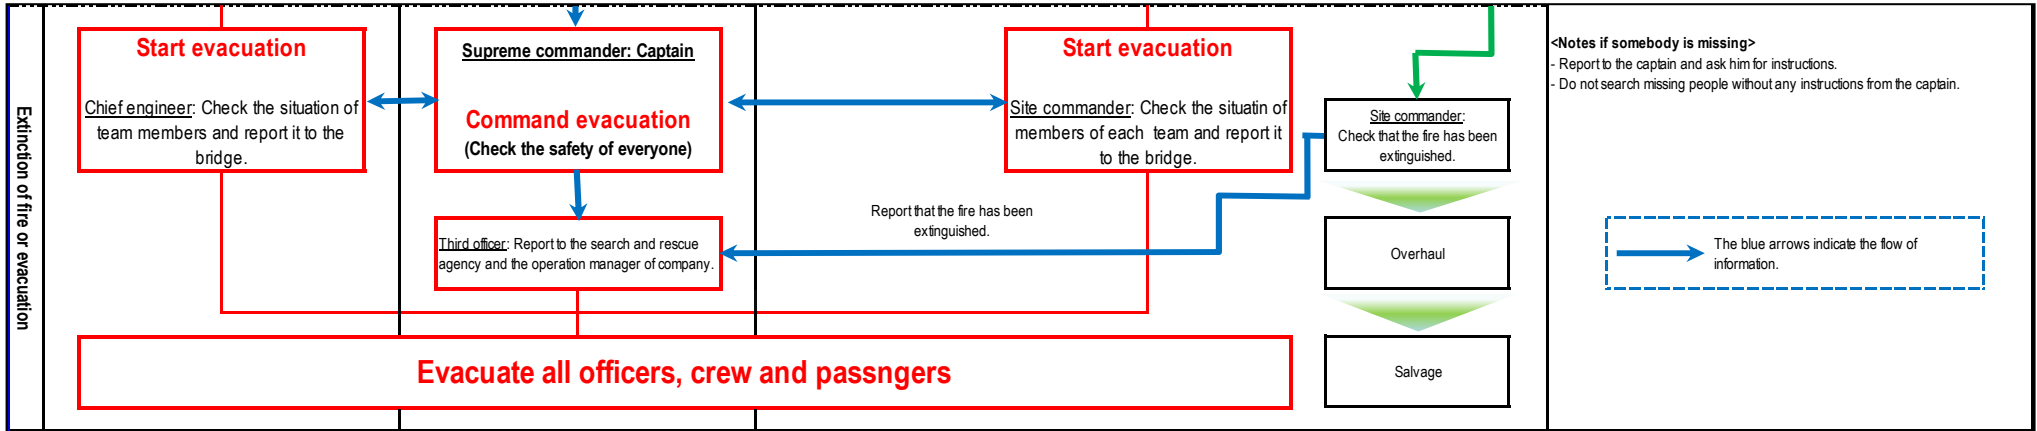 Extinction of fire or evacuation
Start evacuation
Chief engineer: Check the situation of
team members and report it to the
bridge.
Supreme commander: Captain
Command evacuation
(Check the safety of everyone)
Third officer: Report to the search and rescue
agency and the operation manager of company.
Start evacuation
Site commander: Check the situatin of
members of each team and report it
to the bridge.
Report that the fire has been
extinguished.
Site commander:
Check that the fire has been
extinguished.
Overhaul
Salvage
Evacuate all officers, crew and passngers
<Notes if somebody is missing>
- Report to the captain and ask him for instructions.
- Do not search missing people without any instructions from the captain.
The blue arrows indicate the flow of
information.